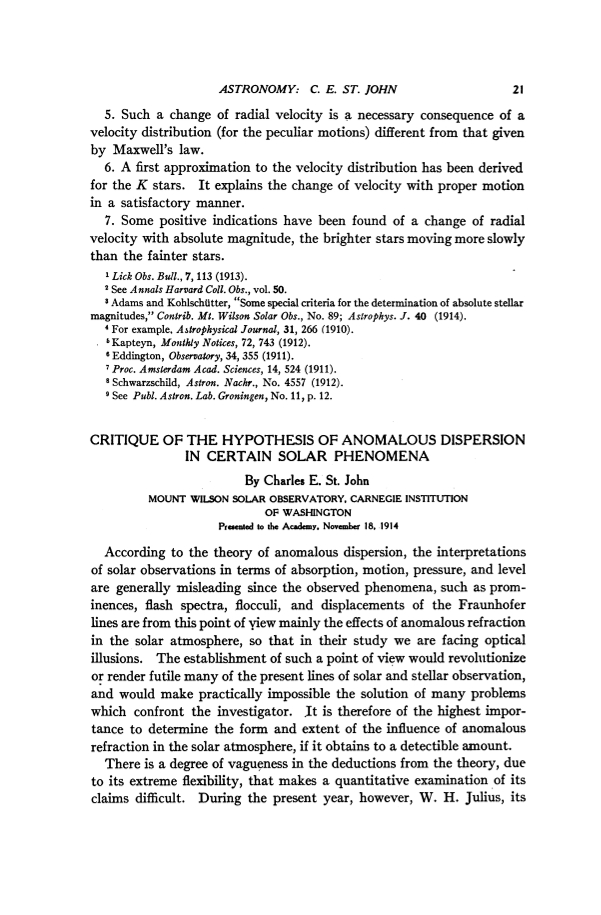 ASTRONOMY: C. E. ST. JOHN 21
5. Such a change of radial velocity is a necessary consequence of a
velocity distribution (for the peculiar motions) different from that given
by Maxwell's law.
6. A first approximation to the velocity distribution has been derived
for the K stars. It explains the change of velocity with proper motion
in a satisfactory manner.
7. Some positive indications have been found of a change of radial
velocity with absolute magnitude, the brighter stars moving more slowly
than the fainter stars.
¹ Lick Obs. Bull., 7, 113 (1913).
² See Annals Harvard Coll. Obs., vol. 50.
³ Adams and Kohlschütter, "Some special criteria for the determination of absolute stellar
magnitudes," Contrib. Mt. Wilson Solar Obs., No. 89; Astrophys. J. 40 (1914).
⁴ For example, Astrophysical Journal, 31, 266 (1910).
⁵ Kapteyn, Monthly Notices, 72, 743 (1912).
⁶ Eddington, Observatory, 34, 355 (1911).
⁷ Proc. Amsterdam Acad. Sciences, 14, 524 (1911).
⁸ Schwarzschild, Astron. Nachr., No. 4557 (1912).
⁹ See Publ. Astron. Lab. Groningen, No. 11, p. 12.
CRITIQUE OF THE HYPOTHESIS OF ANOMALOUS DISPERSION
IN CERTAIN SOLAR PHENOMENA
By Charles E. St. John
MOUNT WILSON SOLAR OBSERVATORY, CARNEGIE INSTITUTION
OF WASHINGTON
Presented to the Academy, November 18, 1914
According to the theory of anomalous dispersion, the interpretations
of solar observations in terms of absorption, motion, pressure, and level
are generally misleading since the observed phenomena, such as prom-
inences, flash spectra, flocculi, and displacements of the Fraunhofer
lines are from this point of view mainly the effects of anomalous refraction
in the solar atmosphere, so that in their study we are facing optical
illusions. The establishment of such a point of view would revolutionize
or render futile many of the present lines of solar and stellar observation,
and would make practically impossible the solution of many problems
which confront the investigator. It is therefore of the highest impor-
tance to determine the form and extent of the influence of anomalous
refraction in the solar atmosphere, if it obtains to a detectible amount.
There is a degree of vagueness in the deductions from the theory, due
to its extreme flexibility, that makes a quantitative examination of its
claims difficult. During the present year, however, W. H. Julius, its